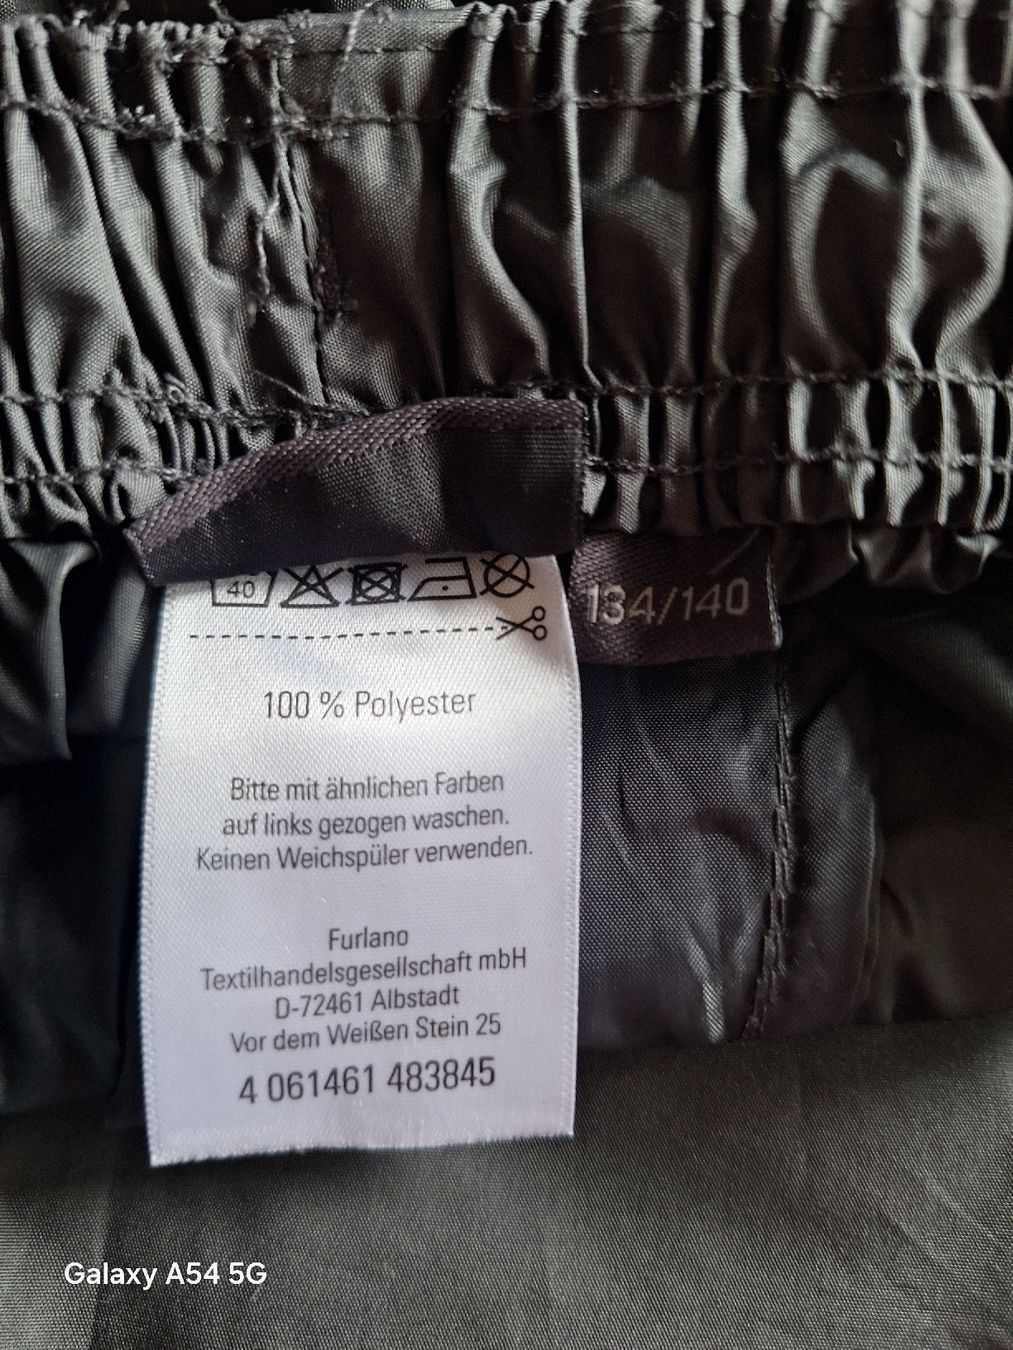 40
134/140
100 % Polyester
Bitte mit ähnlichen Farben
auf links gezogen waschen.
Keinen Weichspüler verwenden.
Furlano
Textilhandelsgesellschaft mbH
D-72461 Albstadt
Vor dem Weißen Stein 25
4 061461 483845
Galaxy A54 5G